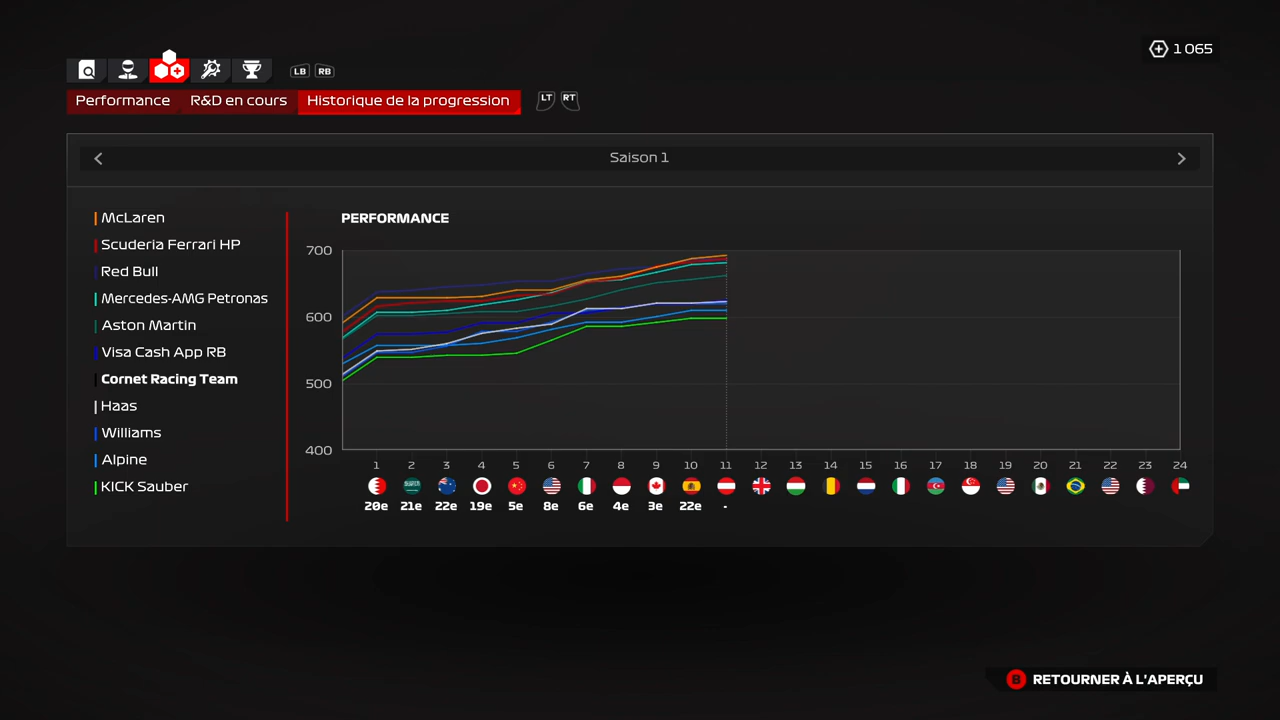 1 065
LB RB
Performance R&D en cours Historique de la progression LT RT
Saison 1
McLaren
Scuderia Ferrari HP
Red Bull
Mercedes-AMG Petronas
Aston Martin
Visa Cash App RB
Cornet Racing Team
Haas
Williams
Alpine
KICK Sauber
PERFORMANCE
700
600
500
400
1 2 3 4 5 6 7 8 9 10 11 12 13 14 15 16 17 18 19 20 21 22 23 24
20e 21e 22e 19e 5e 8e 6e 4e 3e 22e -
B RETOURNER À L'APERÇU